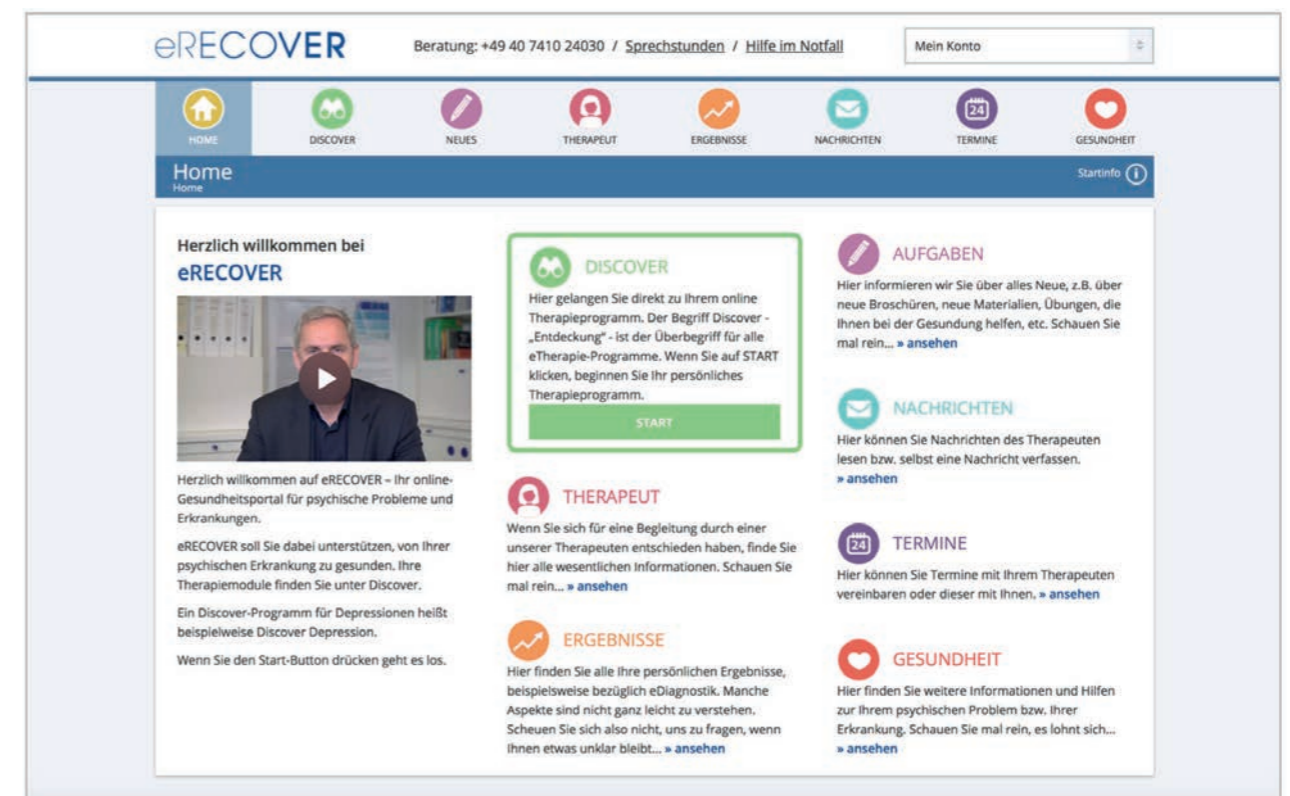 eRECOVER
Beratung: +49 40 7410 24030 / Sprechstunden / Hilfe im Notfall
Mein Konto
HOME
DISCOVER
NEUES
THERAPEUT
ERGEBNISSE
NACHRICHTEN
24
TERMINE
GESUNDHEIT
Home
Home
Startinfo i
Herzlich willkommen bei
eRECOVER
Herzlich willkommen auf eRECOVER – Ihr online-
Gesundheitsportal für psychische Probleme und
Erkrankungen.
eRECOVER soll Sie dabei unterstützen, von Ihrer
psychischen Erkrankung zu gesunden. Ihre
Therapiemodule finden Sie unter Discover.
Ein Discover-Programm für Depressionen heißt
beispielweise Discover Depression.
Wenn Sie den Start-Button drücken geht es los.
DISCOVER
Hier gelangen Sie direkt zu Ihrem online
Therapieprogramm. Der Begriff Discover -
„Entdeckung" - ist der Überbegriff für alle
eTherapie-Programme. Wenn Sie auf START
klicken, beginnen Sie Ihr persönliches
Therapieprogramm.
START
THERAPEUT
Wenn Sie sich für eine Begleitung durch einer
unserer Therapeuten entschieden haben, finde Sie
hier alle wesentlichen Informationen. Schauen Sie
mal rein... » ansehen
ERGEBNISSE
Hier finden Sie alle Ihre persönlichen Ergebnisse,
beispielsweise bezüglich eDiagnostik. Manche
Aspekte sind nicht ganz leicht zu verstehen.
Scheuen Sie sich also nicht, uns zu fragen, wenn
Ihnen etwas unklar bleibt... » ansehen
AUFGABEN
Hier informieren wir Sie über alles Neue, z.B. über
neue Broschüren, neue Materialien, Übungen, die
Ihnen bei der Gesundung helfen, etc. Schauen Sie
mal rein... » ansehen
NACHRICHTEN
Hier können Sie Nachrichten des Therapeuten
lesen bzw. selbst eine Nachricht verfassen.
» ansehen
24
TERMINE
Hier können Sie Termine mit Ihrem Therapeuten
vereinbaren oder dieser mit Ihnen. » ansehen
GESUNDHEIT
Hier finden Sie weitere Informationen und Hilfen
zur Ihrem psychischen Problem bzw. Ihrer
Erkrankung. Schauen Sie mal rein, es lohnt sich...
» ansehen